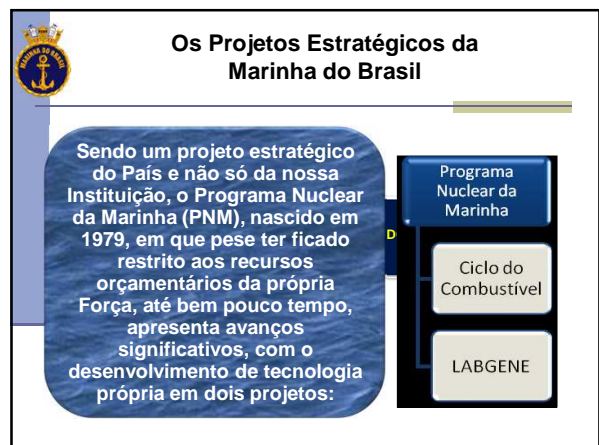 Os Projetos Estratégicos da
Marinha do Brasil
MARINHA DO BRASIL
Sendo um projeto estratégico
do País e não só da nossa
Instituição, o Programa Nuclear
da Marinha (PNM), nascido em
1979, em que pese ter ficado
restrito aos recursos
orçamentários da própria
Força, até bem pouco tempo,
apresenta avanços
significativos, com o
desenvolvimento de tecnologia
própria em dois projetos:
Programa
Nuclear da
Marinha
Ciclo do
Combustível
LABGENE